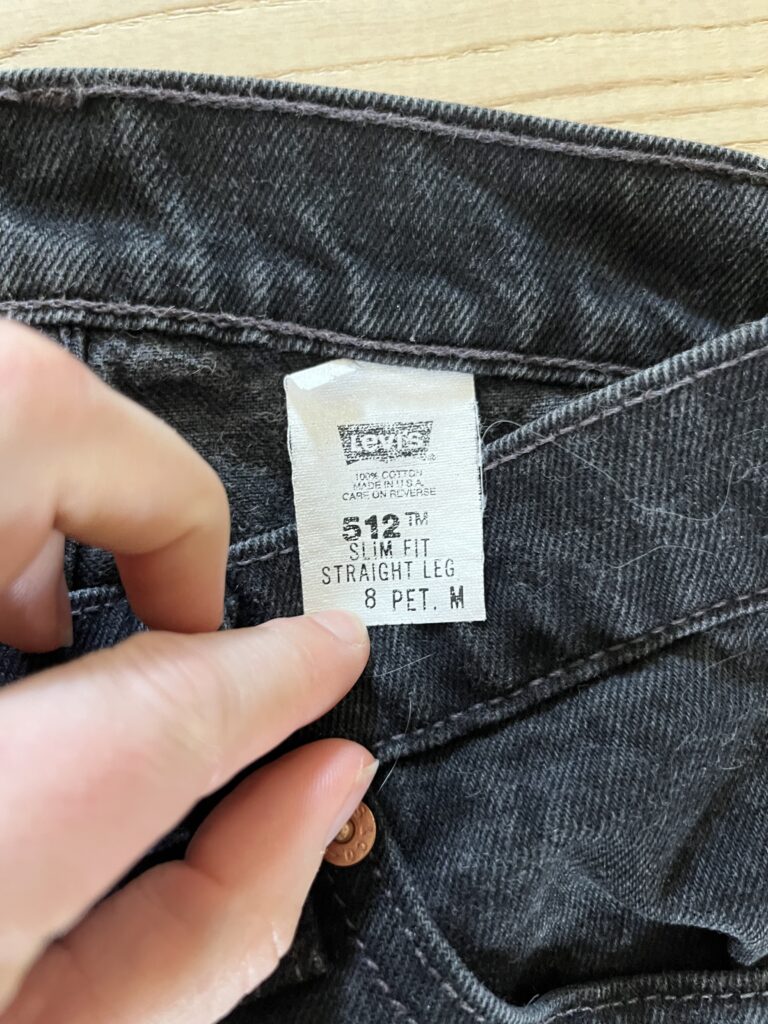 Levi's
100% COTTON
MADE IN U.S.A.
CARE ON REVERSE
512™
SLIM FIT
STRAIGHT LEG
8 PET. M